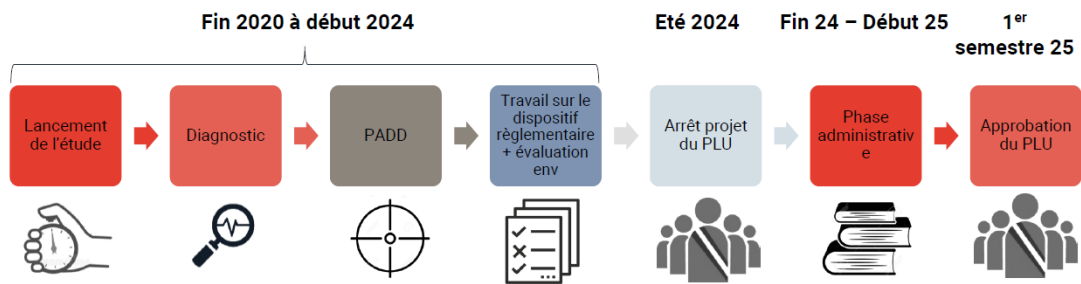 Fin 2020 à début 2024
Eté 2024
Fin 24 – Début 25
1er
semestre 25
Lancement
de l'étude
Diagnostic
PADD
Travail sur le
dispositif
règlementaire
+ évaluation
env
Arrêt projet
du PLU
Phase
administrativ
e
Approbation
du PLU